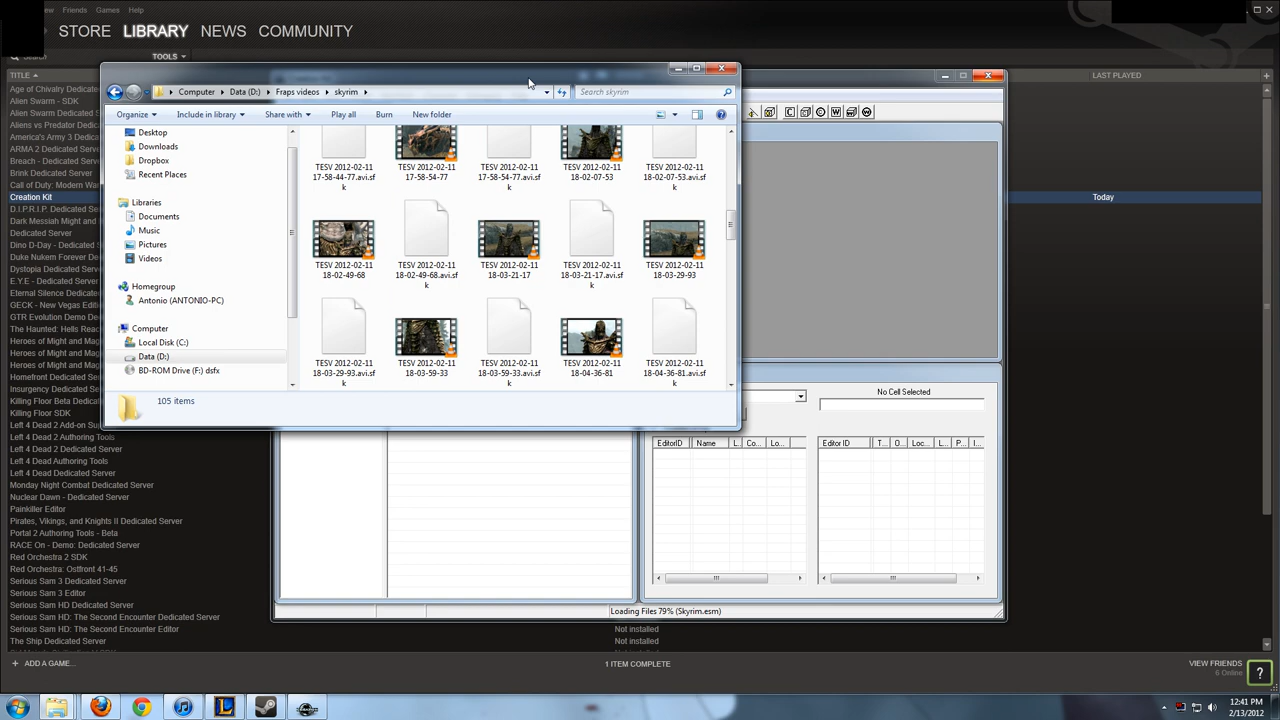 ew Friends Games Help
STORE LIBRARY NEWS COMMUNITY
Search TOOLS
TITLE LAST PLAYED
Age of Chivalry Dedicated Se
Alien Swarm - SDK
Alien Swarm Dedicated
Aliens vs Predator Dedicated
America's Army 3 Dedica
ARMA 2 Dedicated Server
Breach - Dedicated Server
Brink Dedicated Server
Call of Duty: Modern Wa
Creation Kit Today
D.I.P.R.I.P. Dedicated Se
Dark Messiah Might and
Dedicated Server
Dino D-Day - Dedicated
Duke Nukem Forever De
Dystopia Dedicated Serv
E.Y.E - Dedicated Server
Eternal Silence Dedicate
GECK - New Vegas Editi
GTR Evolution Demo De
The Haunted: Hells Reac
Heroes of Might and Mag
Heroes of Might and Mag
Heroes of Might and Mag
Homefront Dedicated Ser
Insurgency Dedicated Se
Killing Floor Beta Dedica
Killing Floor SDK
Left 4 Dead 2 Dedicated
Left 4 Dead 2 Authoring Tools
Left 4 Dead 2 Dedicated Server
Left 4 Dead Authoring Tools
Left 4 Dead Dedicated Server
Monday Night Combat Dedicated Server
Nuclear Dawn - Dedicated Server
Painkiller Editor
Pirates, Vikings, and Knights II Dedicated Server
Portal 2 Authoring Tools - Beta
RACE On - Demo: Dedicated Server
Red Orchestra 2 SDK
Red Orchestra: Ostfront 41-45
Serious Sam 3 Dedicated Server
Serious Sam 3 Editor
Serious Sam HD Dedicated Server
Serious Sam HD: The Second Encounter Dedicated Server
Serious Sam HD: The Second Encounter Editor Not installed
The Ship Dedicated Server Not installed
+ ADD A GAME... 1 ITEM COMPLETE VIEW FRIENDS
6 Online
Computer Data (D:) Fraps videos skyrim Search skyrim
Organize Include in library Share with Play all Burn New folder
Desktop
Downloads
Dropbox
Recent Places
Libraries
Documents
Music
Pictures
Videos
Homegroup
Antonio (ANTONIO-PC)
Computer
Local Disk (C:)
Data (D:)
BD-ROM Drive (F:) dsfx
TESV 2012-02-11 TESV 2012-02-11 TESV 2012-02-11 TESV 2012-02-11 TESV 2012-02-11
17-58-44-77.avi.sf 17-58-54-77 17-58-54-77.avi.sf 18-02-07-53 18-02-07-53.avi.sf
k k k
TESV 2012-02-11 TESV 2012-02-11 TESV 2012-02-11 TESV 2012-02-11 TESV 2012-02-11
18-02-49-68 18-02-49-68.avi.sf 18-03-21-17 18-03-21-17.avi.sf 18-03-29-93
k k
TESV 2012-02-11 TESV 2012-02-11 TESV 2012-02-11 TESV 2012-02-11 TESV 2012-02-11
18-03-29-93.avi.sf 18-03-59-33 18-03-59-33.avi.sf 18-04-36-81 18-04-36-81.avi.sf
k k k
105 items
No Cell Selected
EditorID Name L.. Co... Lo...
Editor ID T... O.. Loc... L... P... I...
Loading Files 79% (Skyrim.esm)
12:41 PM
2/13/2012